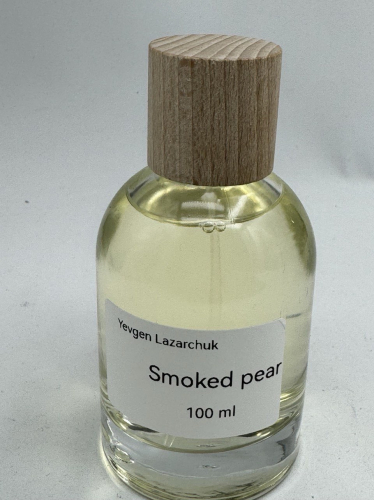 Yevgen Lazarchuk
Smoked pear
100 ml